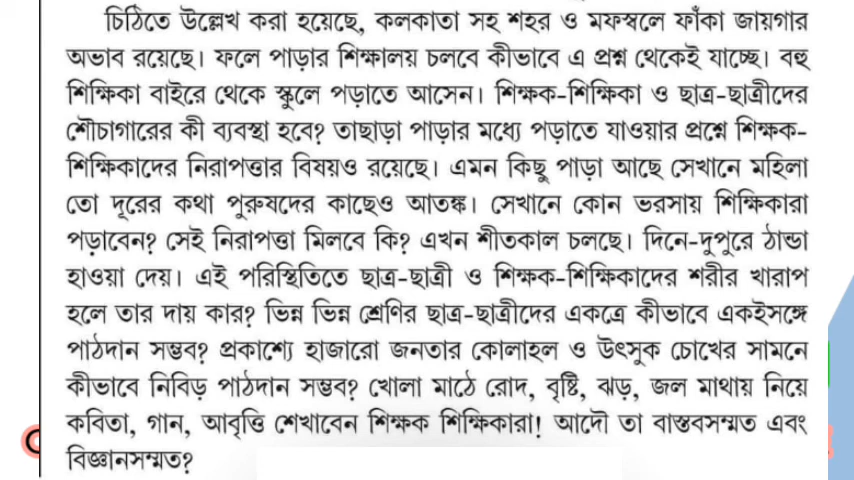 চিঠিতে উল্লেখ করা হয়েছে, কলকাতা সহ শহর ও মফস্বলে ফাঁকা জায়গার
অভাব রয়েছে। ফলে পাড়ার শিক্ষালয় চলবে কীভাবে এ প্রশ্ন থেকেই যাচ্ছে। বহু
শিক্ষিকা বাইরে থেকে স্কুলে পড়াতে আসেন। শিক্ষক-শিক্ষিকা ও ছাত্র-ছাত্রীদের
শৌচাগারের কী ব্যবস্থা হবে? তাছাড়া পাড়ার মধ্যে পড়াতে যাওয়ার প্রশ্নে শিক্ষক-
শিক্ষিকাদের নিরাপত্তার বিষয়ও রয়েছে। এমন কিছু পাড়া আছে সেখানে মহিলা
তো দূরের কথা পুরুষদের কাছেও আতঙ্ক। সেখানে কোন ভরসায় শিক্ষিকারা
পড়াবেন? সেই নিরাপত্তা মিলবে কি? এখন শীতকাল চলছে। দিনে-দুপুরে ঠান্ডা
হাওয়া দেয়। এই পরিস্থিতিতে ছাত্র-ছাত্রী ও শিক্ষক-শিক্ষিকাদের শরীর খারাপ
হলে তার দায় কার? ভিন্ন ভিন্ন শ্রেণির ছাত্র-ছাত্রীদের একত্রে কীভাবে একইসঙ্গে
পাঠদান সম্ভব? প্রকাশ্যে হাজারো জনতার কোলাহল ও উৎসুক চোখের সামনে
কীভাবে নিবিড় পাঠদান সম্ভব? খোলা মাঠে রোদ, বৃষ্টি, ঝড়, জল মাথায় নিয়ে
কবিতা, গান, আবৃত্তি শেখাবেন শিক্ষক শিক্ষিকারা! আদৌ তা বাস্তবসম্মত এবং
বিজ্ঞানসম্মত?